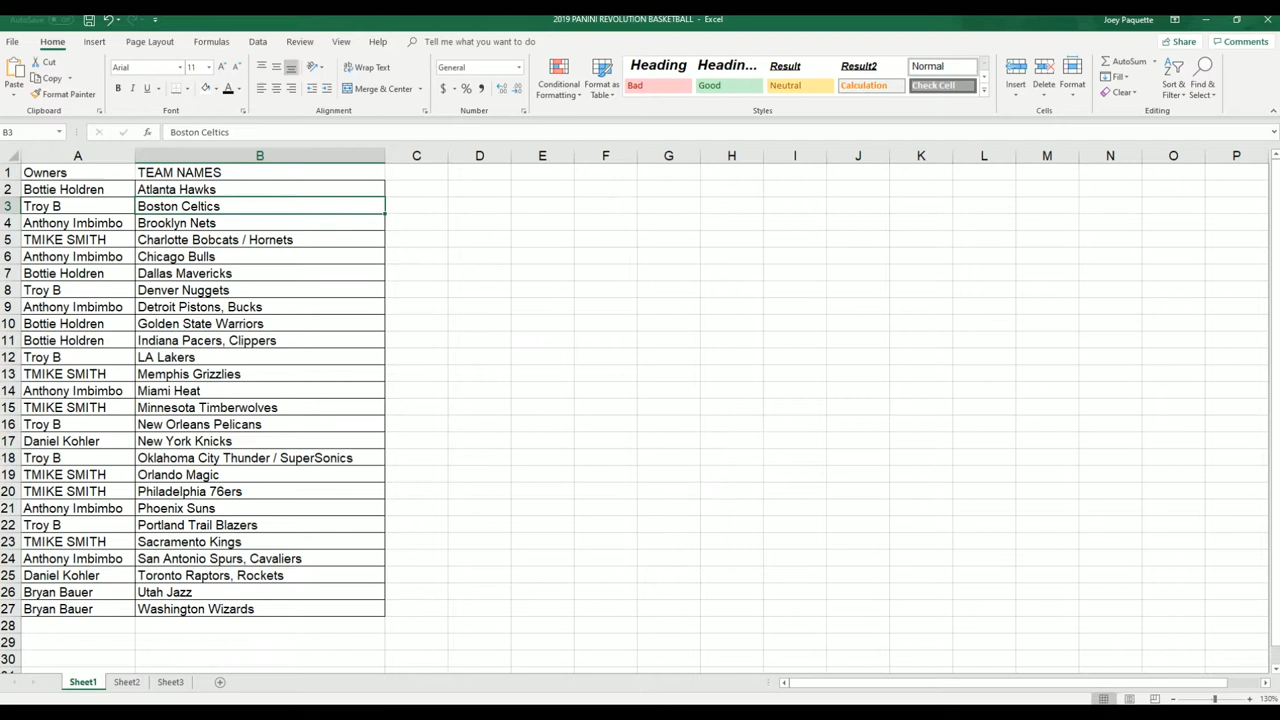 AutoSave Off 2019 PANINI REVOLUTION BASKETBALL - Excel Joey Paquette
File Home Insert Page Layout Formulas Data Review View Help Tell me what you want to do Share Comments
Paste Cut Copy Format Painter Clipboard
Arial 11 B I U Font
Wrap Text Merge & Center Alignment
General $ % , Number
Conditional Formatting Format as Table
Heading Headin... Result Result2 Normal
Bad Good Neutral Calculation Check Cell
Styles
Insert Delete Format Cells
AutoSum Fill Clear Sort & Filter Find & Select Editing
B3 fx Boston Celtics
A B C D E F G H I J K L M N O P
1 Owners TEAM NAMES
2 Bottie Holdren Atlanta Hawks
3 Troy B Boston Celtics
4 Anthony Imbimbo Brooklyn Nets
5 TMIKE SMITH Charlotte Bobcats / Hornets
6 Anthony Imbimbo Chicago Bulls
7 Bottie Holdren Dallas Mavericks
8 Troy B Denver Nuggets
9 Anthony Imbimbo Detroit Pistons, Bucks
10 Bottie Holdren Golden State Warriors
11 Bottie Holdren Indiana Pacers, Clippers
12 Troy B LA Lakers
13 TMIKE SMITH Memphis Grizzlies
14 Anthony Imbimbo Miami Heat
15 TMIKE SMITH Minnesota Timberwolves
16 Troy B New Orleans Pelicans
17 Daniel Kohler New York Knicks
18 Troy B Oklahoma City Thunder / SuperSonics
19 TMIKE SMITH Orlando Magic
20 TMIKE SMITH Philadelphia 76ers
21 Anthony Imbimbo Phoenix Suns
22 Troy B Portland Trail Blazers
23 TMIKE SMITH Sacramento Kings
24 Anthony Imbimbo San Antonio Spurs, Cavaliers
25 Daniel Kohler Toronto Raptors, Rockets
26 Bryan Bauer Utah Jazz
27 Bryan Bauer Washington Wizards
28
29
30
Sheet1 Sheet2 Sheet3
130%